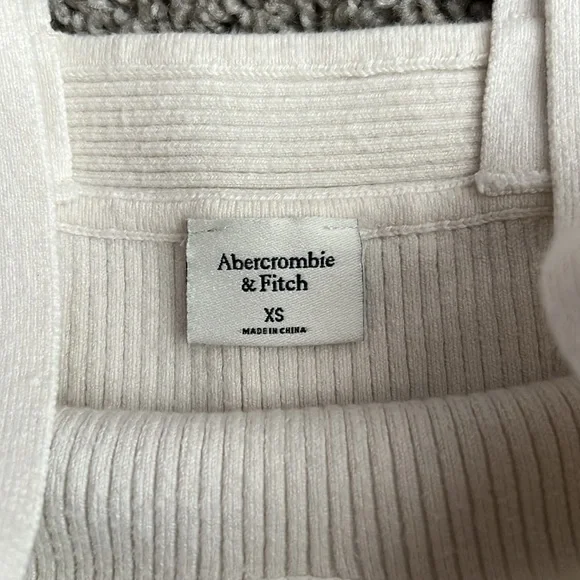 Abercrombie
& Fitch
XS
MADE IN CHINA